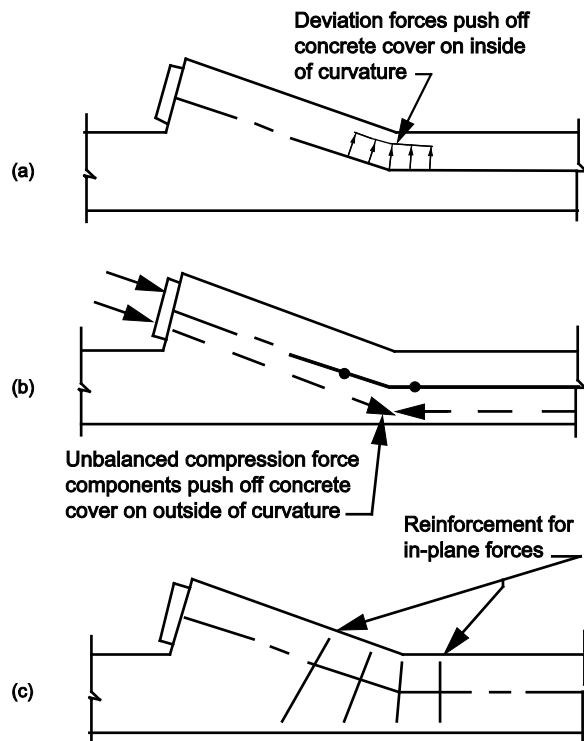 Deviation forces push off
concrete cover on inside
of curvature
(a)
(b)
Unbalanced compression force
components push off concrete
cover on outside of curvature
Reinforcement for
in-plane forces
(c)